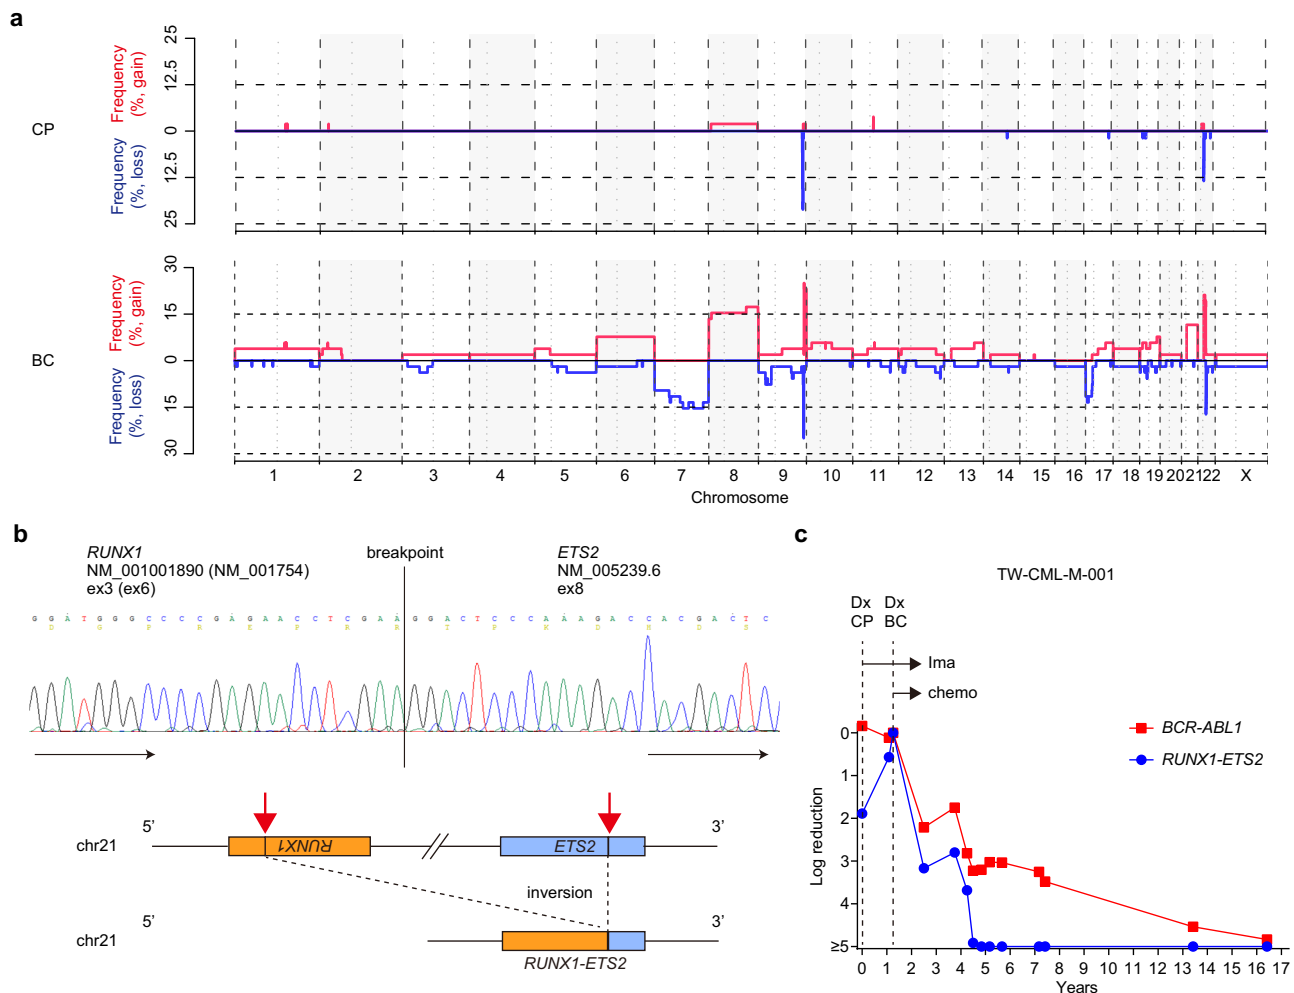 a
CP
Frequency
(%, gain)
Frequency
(%, loss)
25
12.5
0
12.5
25
BC
Frequency
(%, gain)
Frequency
(%, loss)
30
15
0
15
30
1 2 3 4 5 6 7 8 9 10 11 12 13 14 15 16 17 18 19 20 21 22 X
Chromosome
b
RUNX1
NM_001001890 (NM_001754)
ex3 (ex6)
breakpoint
ETS2
NM_005239.6
ex8
G G A T G G G C C C C G A G A A C C T C G A A G G A C T C C C A A A G A C C A C G A C T C
D G P R E P R R T P K D H D S
5’
3’
chr21
RUNX1
ETS2
inversion
5’
3’
chr21
RUNX1-ETS2
c
TW-CML-M-001
Dx
CP
Dx
BC
Ima
chemo
BCR-ABL1
RUNX1-ETS2
Log reduction
0
1
2
3
4
≥5
0 1 2 3 4 5 6 7 8 9 10 11 12 13 14 15 16 17
Years